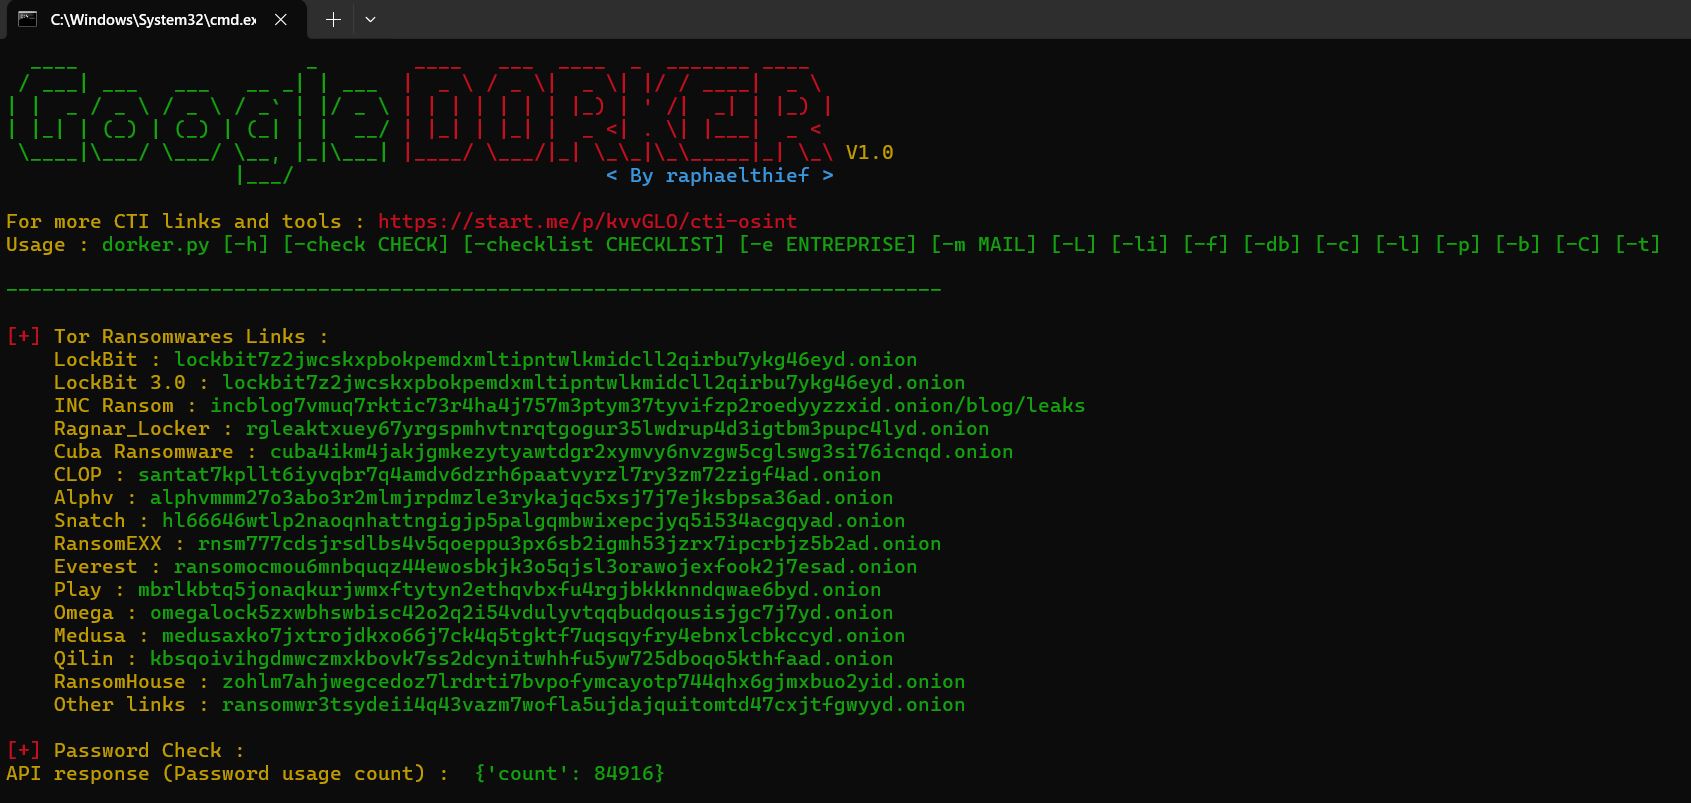 C:\Windows\System32\cmd.ex
Google DORKER V1.0
< By raphaelthief >
For more CTI links and tools : https://start.me/p/kvvGLO/cti-osint
Usage : dorker.py [-h] [-check CHECK] [-checklist CHECKLIST] [-e ENTREPRISE] [-m MAIL] [-L] [-li] [-f] [-db] [-c] [-l] [-p] [-b] [-C] [-t]
______________________________________________________________________________
[+] Tor Ransomwares Links :
LockBit : lockbit7z2jwcskxpbokpemdxmltipntwlkmidcll2qirbu7ykg46eyd.onion
LockBit 3.0 : lockbit7z2jwcskxpbokpemdxmltipntwlkmidcll2qirbu7ykg46eyd.onion
INC Ransom : incblog7vmuq7rktic73r4ha4j757m3ptym37tyvifzp2roedyyzzxid.onion/blog/leaks
Ragnar_Locker : rgleaktxuey67yrgspmhvtnrqtgogur35lwdrup4d3igtbm3pupc4lyd.onion
Cuba Ransomware : cuba4ikm4jakjgmkezytyawtdgr2xymvy6nvzgw5cglswg3si76icnqd.onion
CLOP : santat7kpllt6iyvqbr7q4amdv6dzrh6paatvyrzl7ry3zm72zigf4ad.onion
Alphv : alphvmmm27o3abo3r2mlmjrpdmzle3rykajqc5xsj7j7ejksbpsa36ad.onion
Snatch : hl66646wtlp2naoqnhattngigjp5palgqmbwixepcjyq5i534acgqyad.onion
RansomEXX : rnsm777cdsjrsdlbs4v5qoeppu3px6sb2igmh53jzrx7ipcrbjz5b2ad.onion
Everest : ransomocmou6mnbquqz44ewosbkjk3o5qjsl3orawojexfook2j7esad.onion
Play : mbrlkbtq5jonaqkurjwmxftytyn2ethqvbxfu4rgjbkkknndqwae6byd.onion
Omega : omegalock5zxwbhswbisc42o2q2i54vdulyvtqqbudqousisjgc7j7yd.onion
Medusa : medusaxko7jxtrojdkxo66j7ck4q5tgktf7uqsqyfry4ebnxlcbkccyd.onion
Qilin : kbsqoivihgdmwczmxkbovk7ss2dcynitwhhfu5yw725dboqo5kthfaad.onion
RansomHouse : zohlm7ahjwegcedoz7lrdrti7bvpofymcayotp744qhx6gjmxbuo2yid.onion
Other links : ransomwr3tsydeii4q43vazm7wofla5ujdajquitomtd47cxjtfgwyyd.onion
[+] Password Check :
API response (Password usage count) :  {'count': 84916}